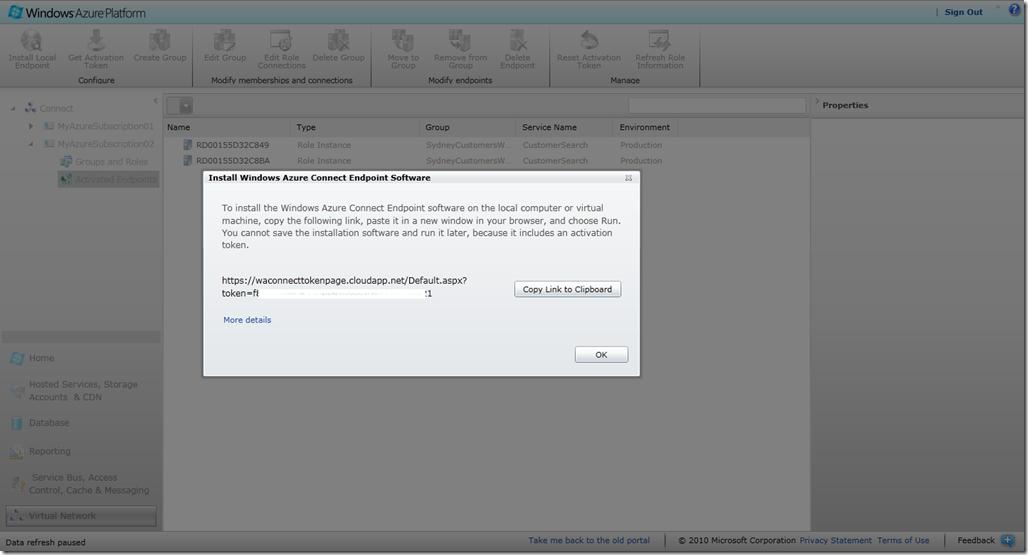 Windows Azure Platform
| Sign Out
Install Local Endpoint
Get Activation Token
Create Group
Configure
Edit Group
Edit Role Connections
Delete Group
Modify memberships and connections
Move to Group
Remove from Group
Delete Endpoint
Modify endpoints
Reset Activation Token
Refresh Role Information
Manage
Connect
MyAzureSubscription01
MyAzureSubscription02
Groups and Roles
Activated Endpoints
Properties
Name Type Group Service Name Environment
RD00155D32C849 Role Instance SydneyCustomersW... CustomerSearch Production
RD00155D32C8BA Role Instance SydneyCustomersW... CustomerSearch Production
Install Windows Azure Connect Endpoint Software
To install the Windows Azure Connect Endpoint software on the local computer or virtual
machine, copy the following link, paste it in a new window in your browser, and choose Run.
You cannot save the installation software and run it later, because it includes an activation
token.
https://waconnecttokenpage.cloudapp.net/Default.aspx?
token=f
21
Copy Link to Clipboard
More details
OK
Home
Hosted Services, Storage
Accounts & CDN
Database
Reporting
Service Bus, Access
Control, Cache & Messaging
Virtual Network
Data refresh paused
Take me back to the old portal | © 2010 Microsoft Corporation Privacy Statement Terms of Use | Feedback